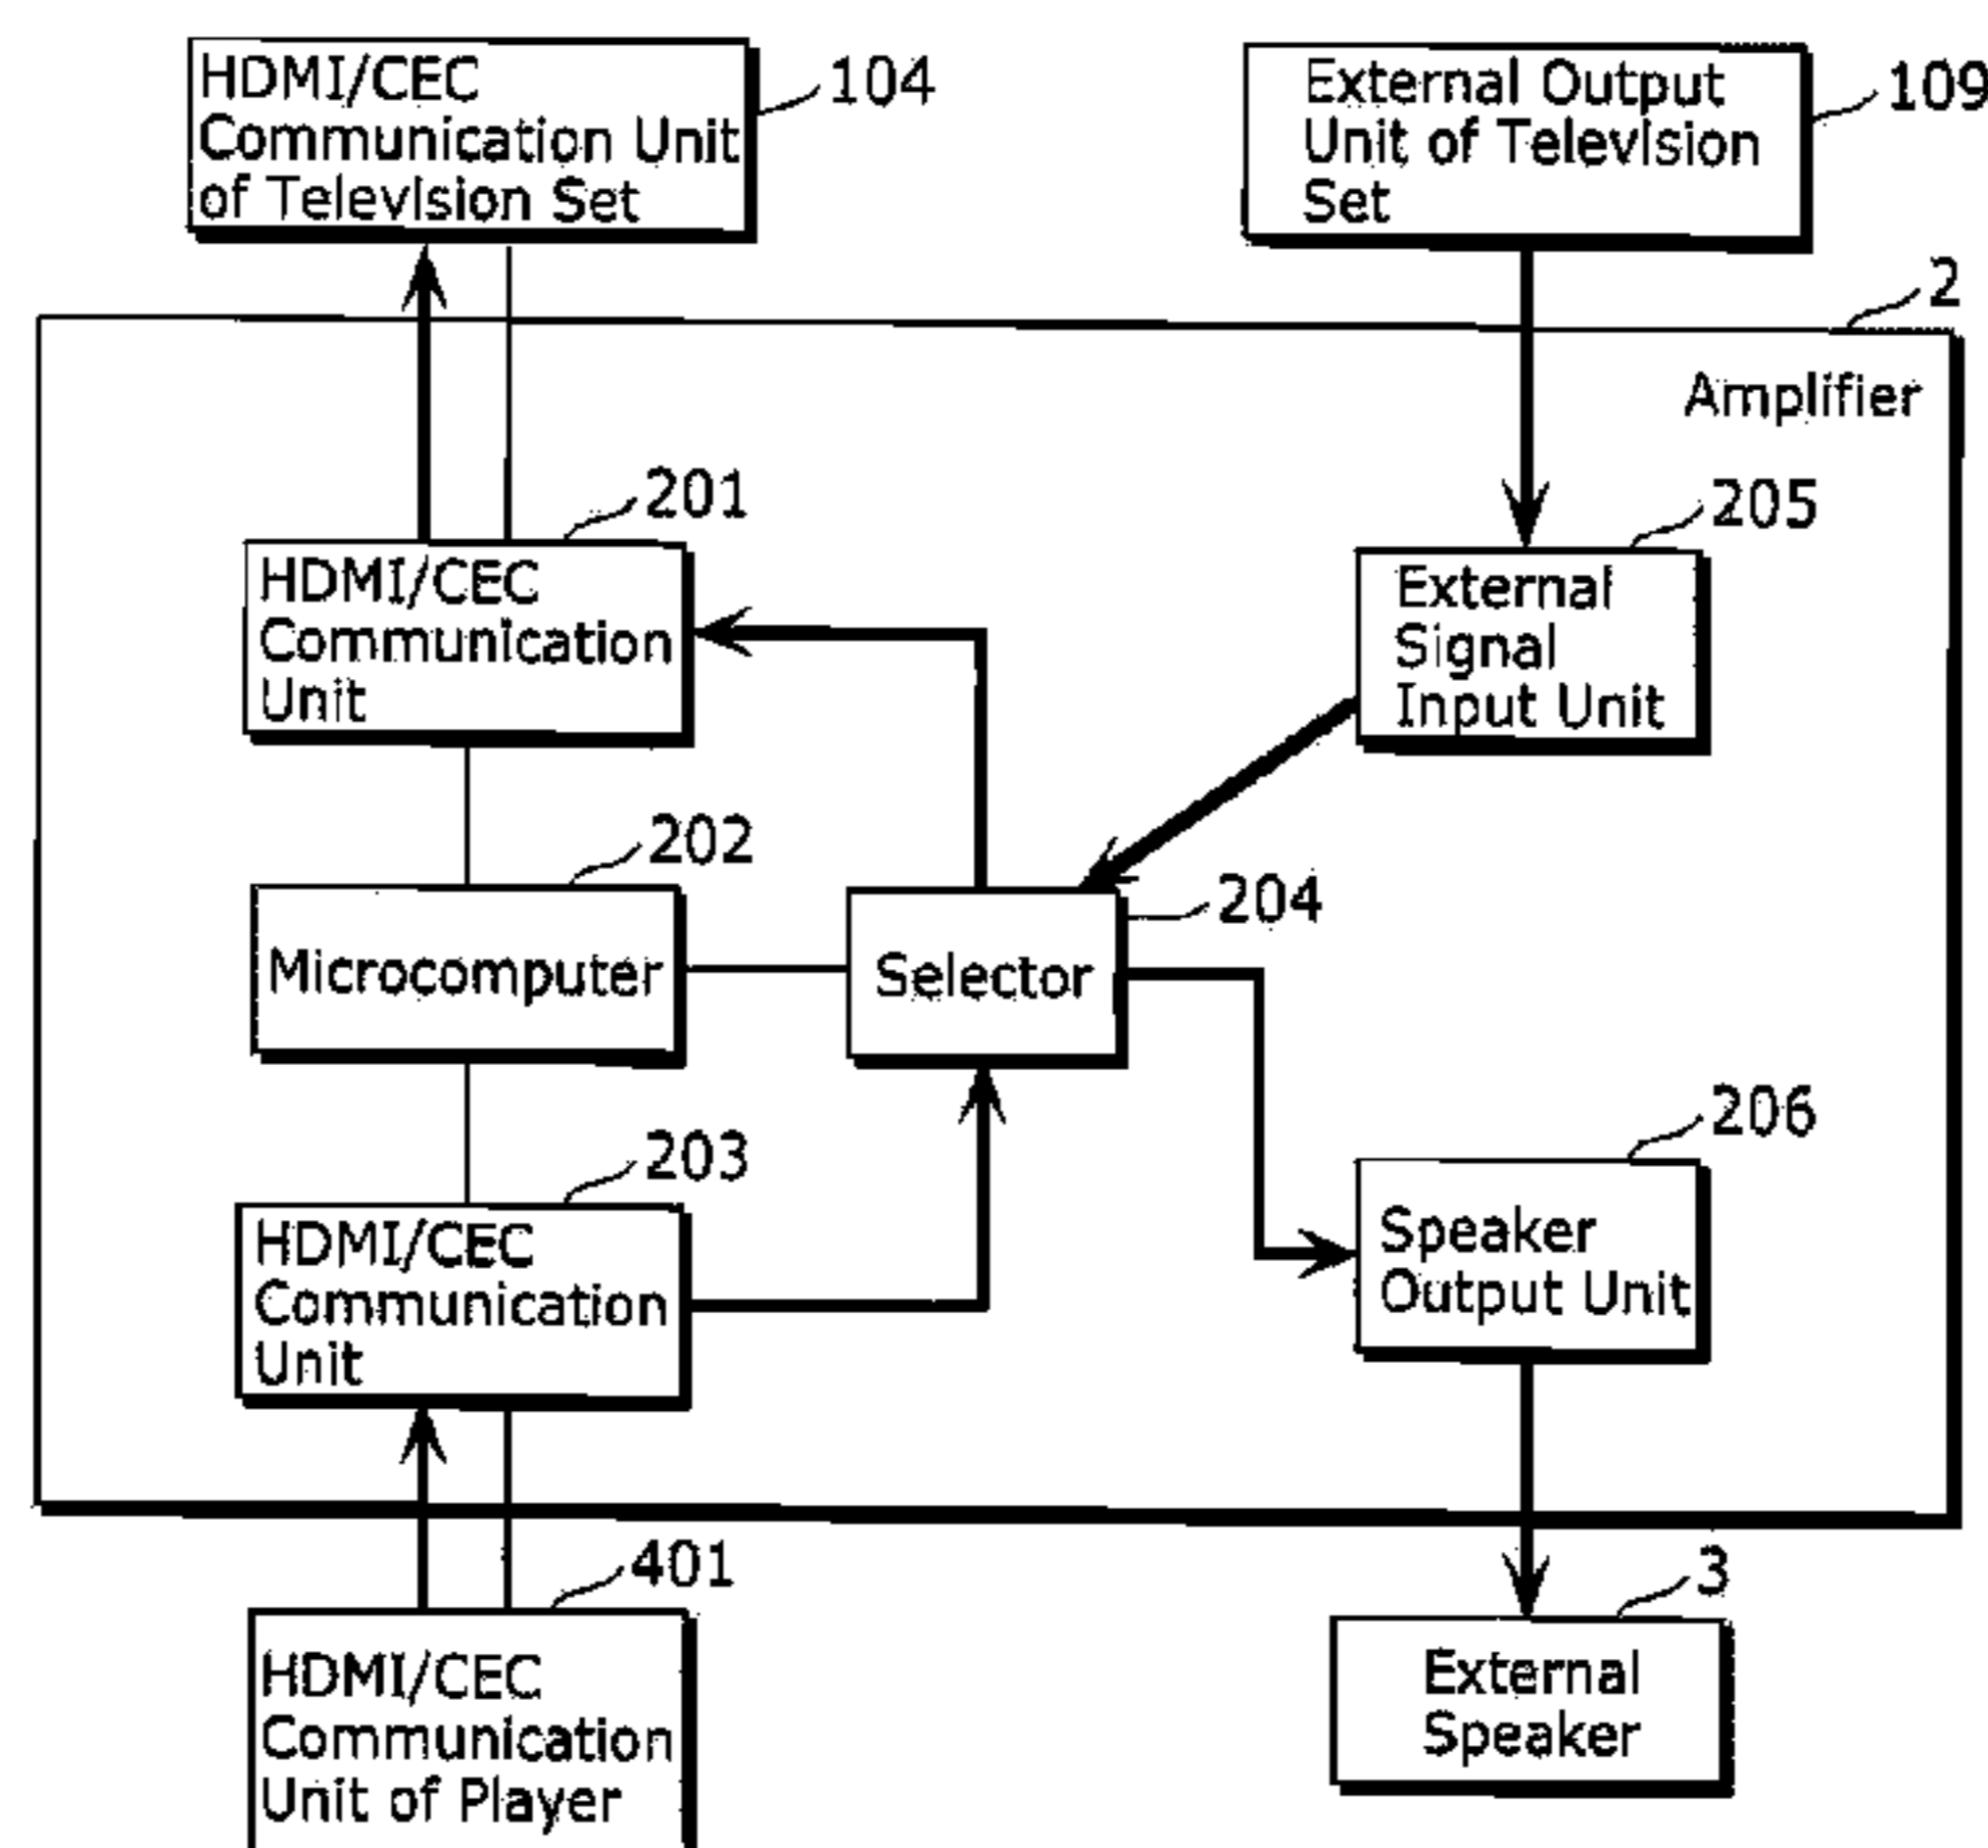 HDMI/CEC
Communication Unit
of Television Set
104
External Output
Unit of Television
Set
109
2
Amplifier
201
HDMI/CEC
Communication
Unit
205
External
Signal
Input Unit
202
Microcomputer
204
Selector
203
HDMI/CEC
Communication
Unit
206
Speaker
Output Unit
401
HDMI/CEC
Communication
Unit of Player
3
External
Speaker